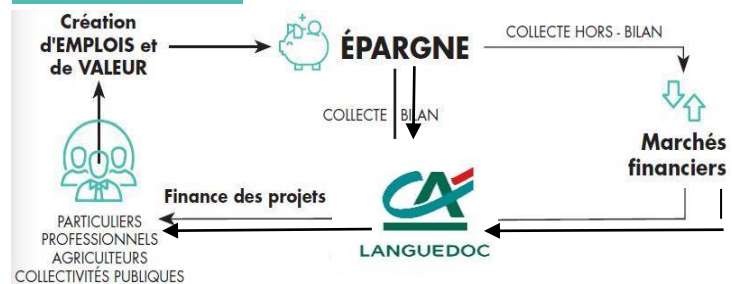 Création
d'EMPLOIS et
de VALEUR
ÉPARGNE
COLLECTE HORS - BILAN
COLLECTE BILAN
Marchés
financiers
Finance des projets
CA
LANGUEDOC
PARTICULIERS
PROFESSIONNELS
AGRICULTEURS
COLLECTIVITÉS PUBLIQUES